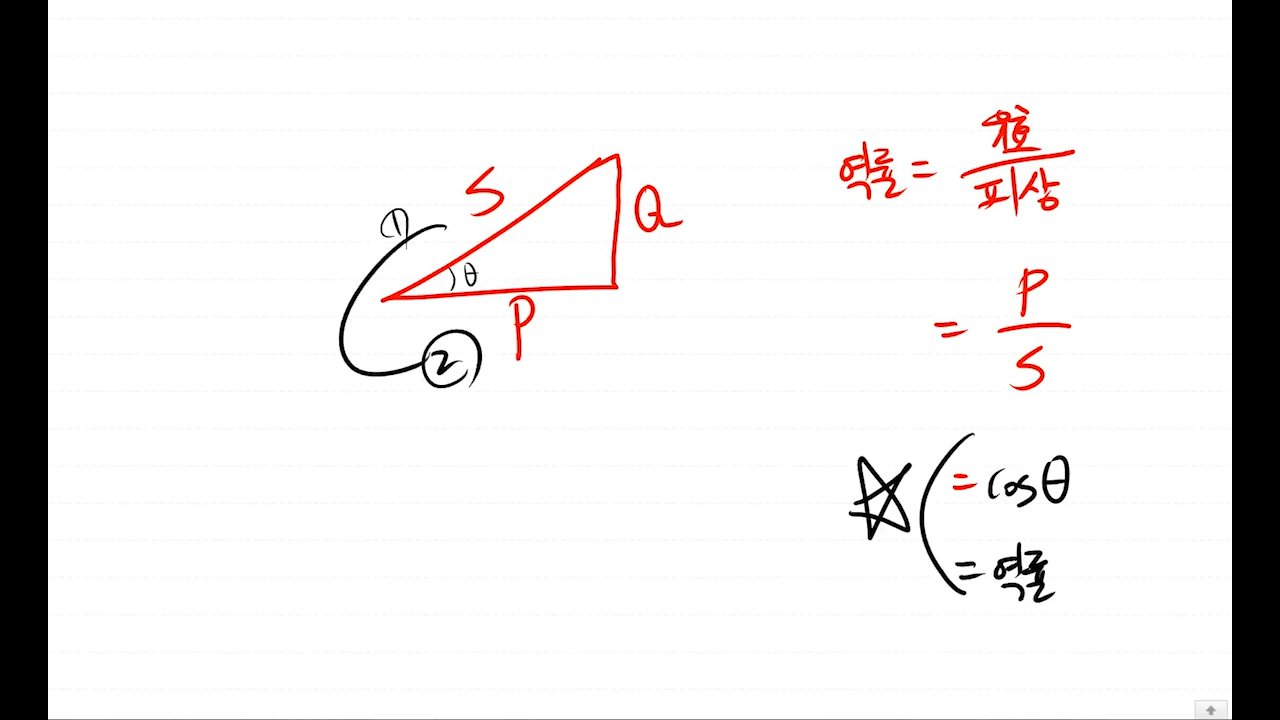 ①
S
Q
θ
P
②
역률 = 유효/피상
= P/S
☆ ( = cosθ
= 역률